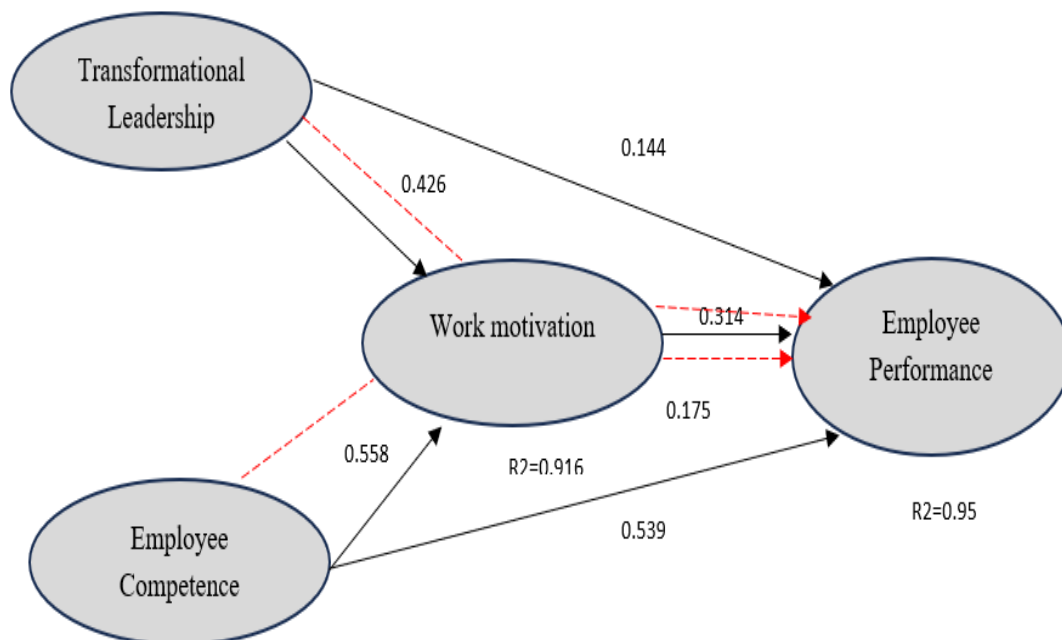 Transformational
Leadership
0.144
0.426
Work motivation
0.314
Employee
Performance
0.175
0.558
R2=0.916
R2=0.95
0.539
Employee
Competence